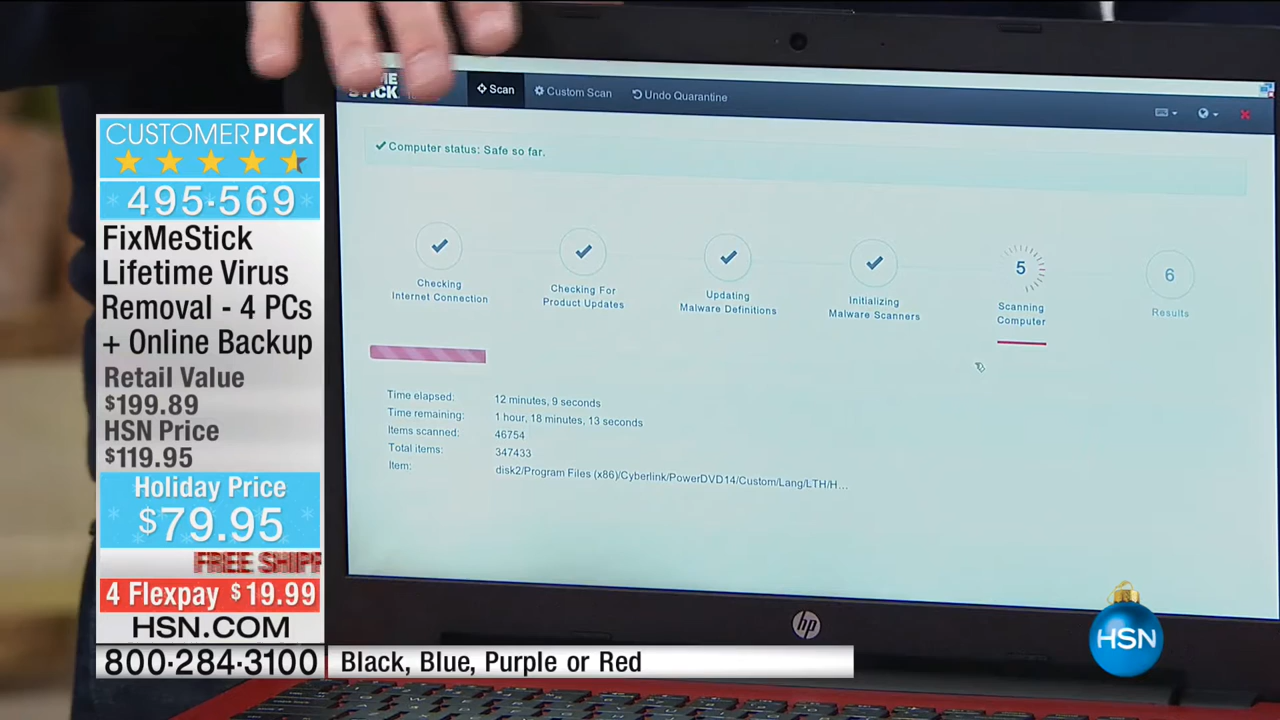 CUSTOMERPICK
495·569
FixMeStick
Lifetime Virus
Removal - 4 PCs
+ Online Backup
Retail Value
$199.89
HSN Price
$119.95
Holiday Price
$79.95
FREE SHIPP
4 Flexpay $19.99
HSN.COM
800·284·3100
Black, Blue, Purple or Red
STICK.
Scan
Custom Scan
Undo Quarantine
Computer status: Safe so far.
Checking
Internet Connection
Checking For
Product Updates
Updating
Malware Definitions
Initializing
Malware Scanners
5
Scanning
Computer
6
Results
Time elapsed: 12 minutes, 9 seconds
Time remaining: 1 hour, 18 minutes, 13 seconds
Items scanned: 46754
Total items: 347433
Item: disk2/Program Files (x86)/Cyberlink/PowerDVD14/Custom/Lang/LTH/H...
hp
HSN